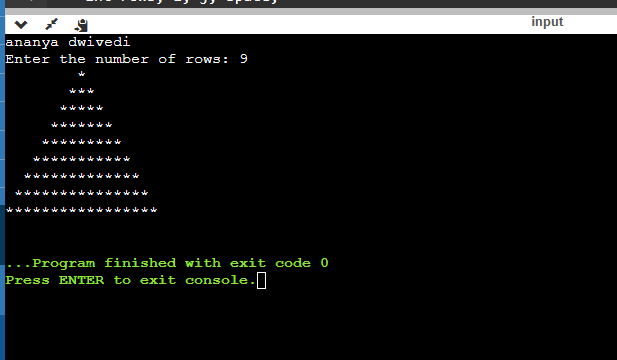 input
ananya dwivedi
Enter the number of rows: 9
        *
       ***
      *****
     *******
    *********
   ***********
  *************
 ***************
*****************
...Program finished with exit code 0
Press ENTER to exit console.